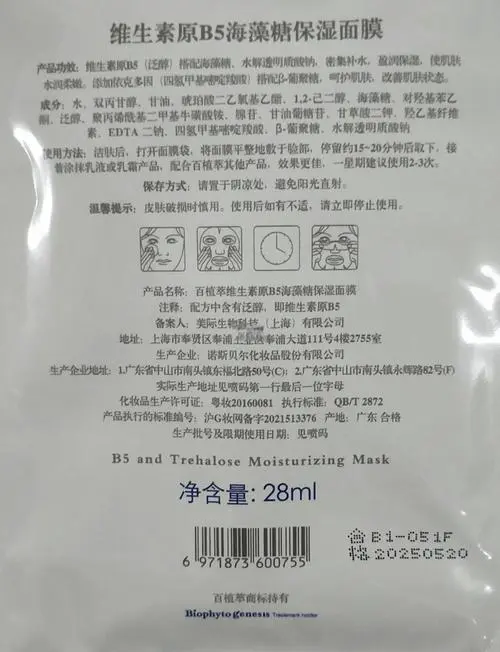 维生素原B5海藻糖保湿面膜
产品功效：维生素原B5（泛醇）搭配海藻糖、水解透明质酸钠，密集补水，盈润保湿，使肌肤
水润柔嫩，添加依克多因（四氢甲基嘧啶羧酸）搭配β-葡聚糖，呵护肌肤，改善肌肤状态。
成分：水、双丙甘醇、甘油、琥珀酸二乙氧基乙酯、1,2-己二醇、海藻糖、对羟基苯乙
酮、泛醇、聚丙烯酰基二甲基牛磺酸铵、腺苷、甘油葡糖苷、甘草酸二钾、羟乙基纤维
素、EDTA 二钠、四氢甲基嘧啶羧酸、β-葡聚糖、水解透明质酸钠
使用方法：洁肤后，打开面膜袋，将面膜平整地敷于脸部，停留约15~20分钟后取下，接
着涂抹乳液或乳霜产品，配合百植萃其他产品，效果更佳，一星期建议使用2-3次。
保存方式：请置于阴凉处，避免阳光直射。
温馨提示：皮肤破损时慎用。使用后如有不适，请立即停止使用。
产品名称：百植萃维生素原B5海藻糖保湿面膜
注释：配方中含有泛醇，即维生素原B5
备案人：美际生物科技（上海）有限公司
地址：上海市奉贤区奉浦工业区奉浦大道111号4楼2755室
生产企业：诺斯贝尔化妆品股份有限公司
生产企业地址：1.广东省中山市南头镇东福北路50号(C)；2.广东省中山市南头镇永辉路82号(F)
实际生产地址见喷码第一行最后一位字母
化妆品生产许可证：粤妆20160081 执行标准：QB/T 2872
产品执行的标准编号：沪G妆网备字2021513376 产地：广东 合格
生产批号及限期使用日期：见喷码
B5 and Trehalose Moisturizing Mask
净含量：28ml
B1-051F
20250520
6 971873 600755
百植萃商标持有
Biophyto genesis Trademark holder